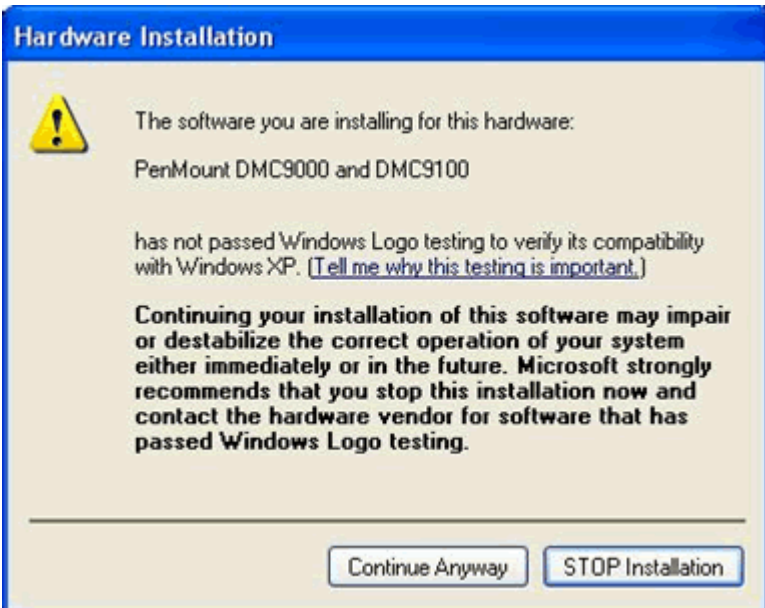 Hardware Installation
The software you are installing for this hardware:
PenMount DMC9000 and DMC9100
has not passed Windows Logo testing to verify its compatibility
with Windows XP. (Tell me why this testing is important.)
Continuing your installation of this software may impair
or destabilize the correct operation of your system
either immediately or in the future. Microsoft strongly
recommends that you stop this installation now and
contact the hardware vendor for software that has
passed Windows Logo testing.
Continue Anyway
STOP Installation